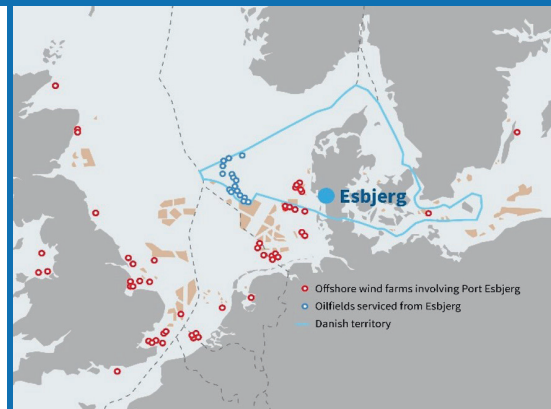 Esbjerg
Offshore wind farms involving Port Esbjerg
Oilfields serviced from Esbjerg
Danish territory